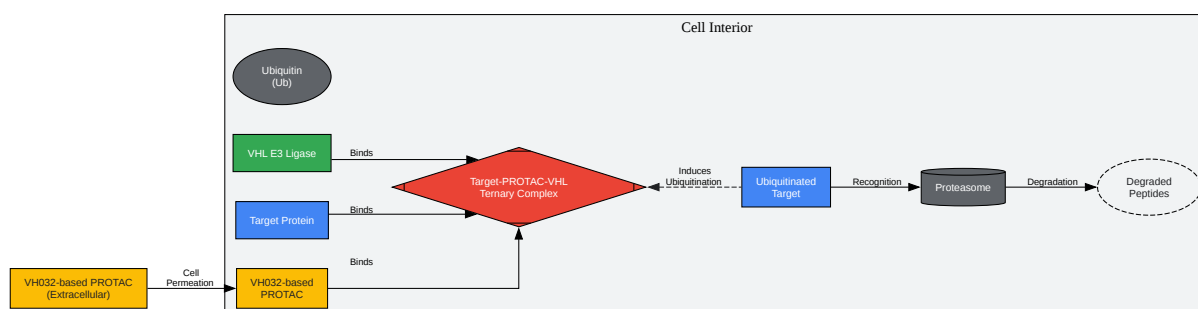 Cell Interior
Ubiquitin
(Ub)
VHL E3 Ligase
Binds
Target-PROTAC-VHL
Ternary Complex
Induces
Ubiquitination
Ubiquitinated
Target
Recognition
Proteasome
Degradation
Degraded
Peptides
Target Protein
Binds
Binds
VH032-based PROTAC
(Extracellular)
Cell
Permeation
VH032-based
PROTAC